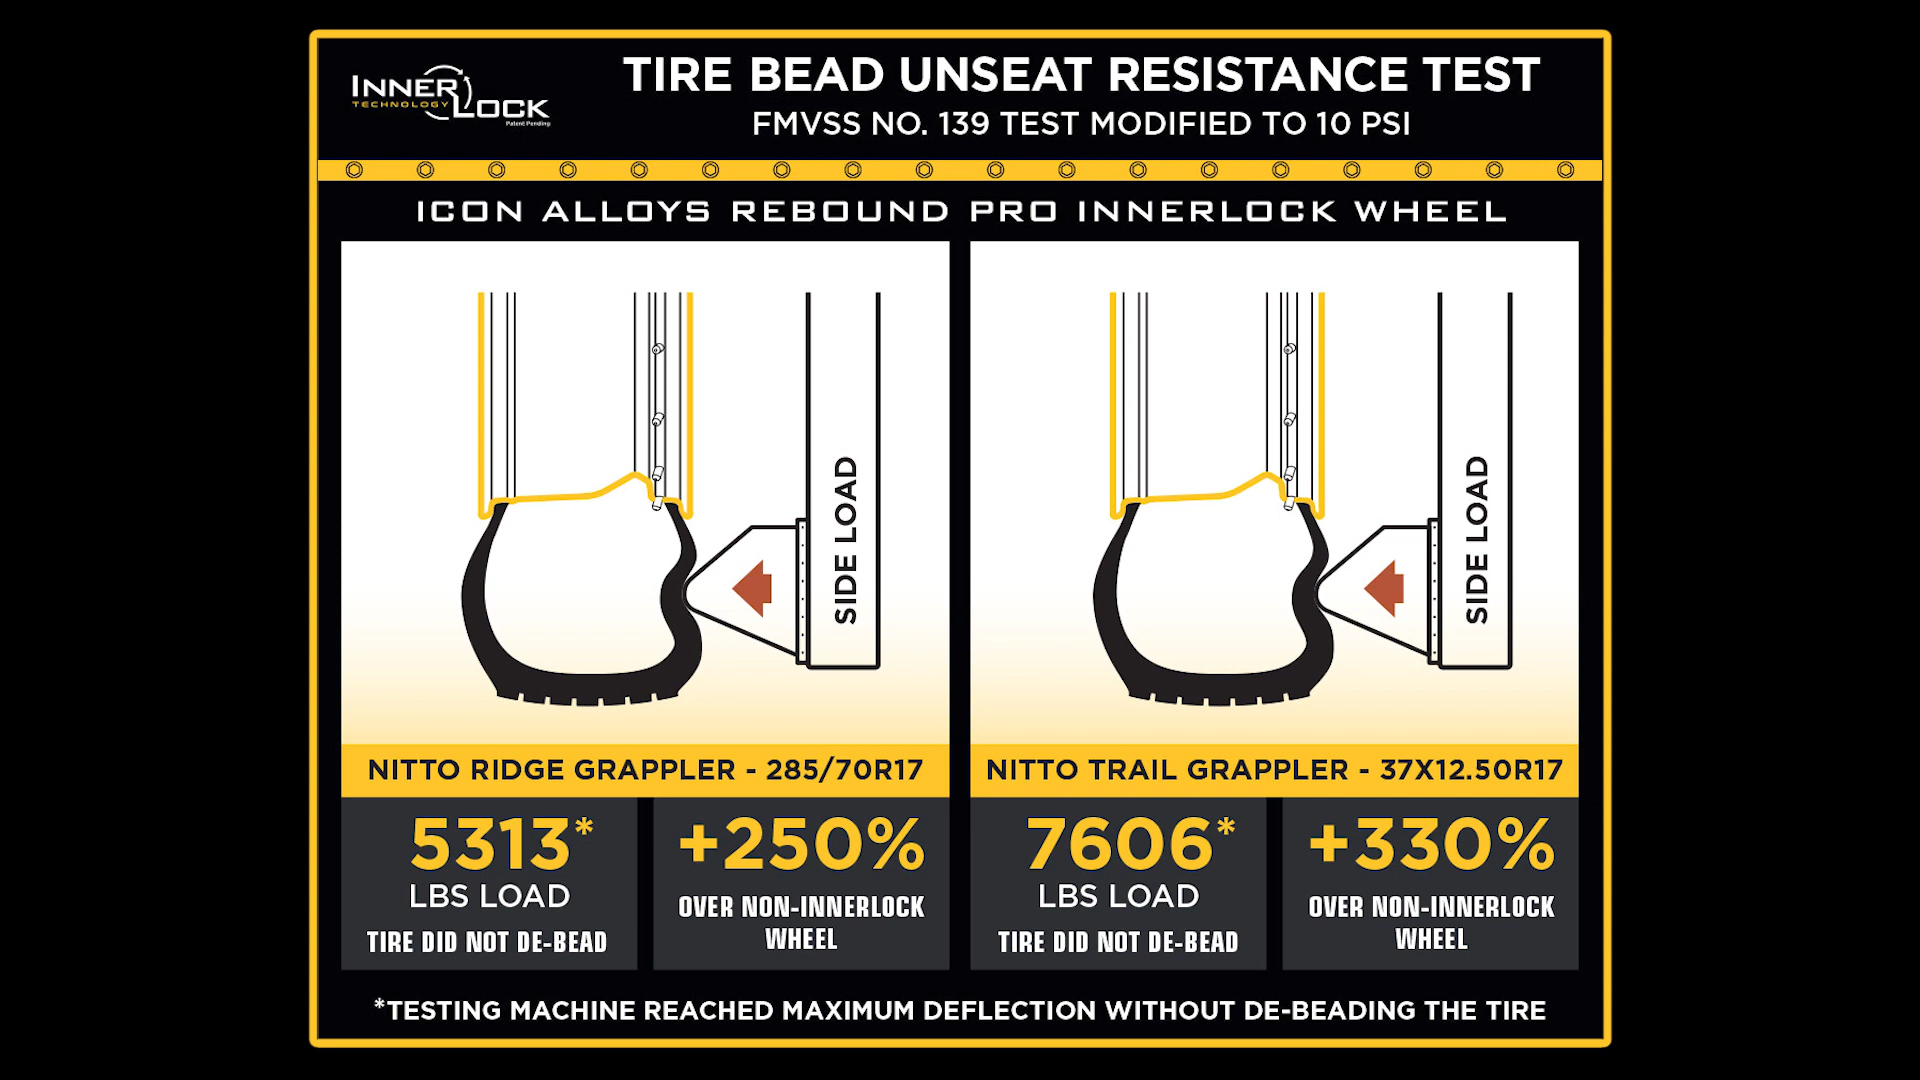 INNER
TECHNOLOGY
LOCK
Patent Pending
TIRE BEAD UNSEAT RESISTANCE TEST
FMVSS NO. 139 TEST MODIFIED TO 10 PSI
ICON ALLOYS REBOUND PRO INNERLOCK WHEEL
SIDE LOAD
SIDE LOAD
NITTO RIDGE GRAPPLER - 285/70R17
5313*
LBS LOAD
TIRE DID NOT DE-BEAD
+250%
OVER NON-INNERLOCK
WHEEL
NITTO TRAIL GRAPPLER - 37X12.50R17
7606*
LBS LOAD
TIRE DID NOT DE-BEAD
+330%
OVER NON-INNERLOCK
WHEEL
*TESTING MACHINE REACHED MAXIMUM DEFLECTION WITHOUT DE-BEADING THE TIRE